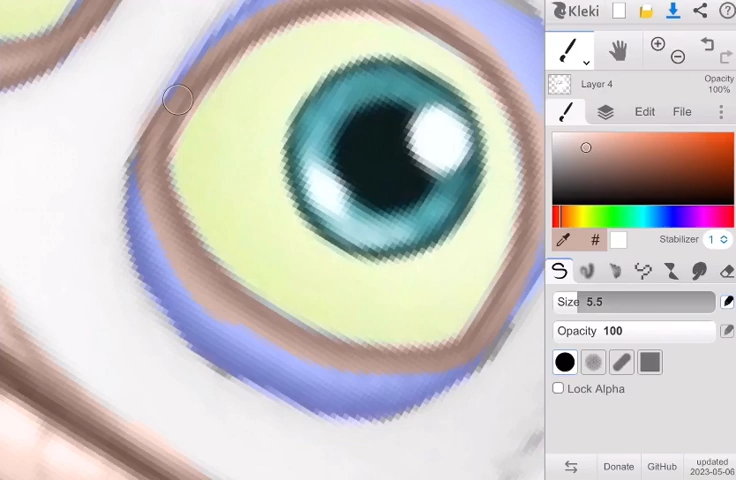 Kleki
Layer 4
Opacity
100%
Edit File
#
Stabilizer 1
Size 5.5
Opacity 100
Lock Alpha
Donate GitHub updated
2023-05-06